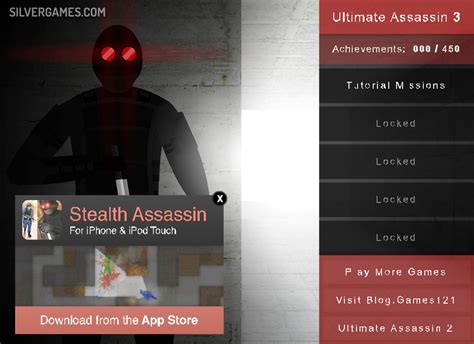 SILVERGAMES.COM
Ultimate Assassin 3
Achievements: 000 / 450
Tutorial Missions
Locked
Locked
Locked
Locked
X
Stealth Assassin
For iPhone & iPod Touch
Download from the App Store
Play More Games
Visit Blog.Games121
Ultimate Assassin 2